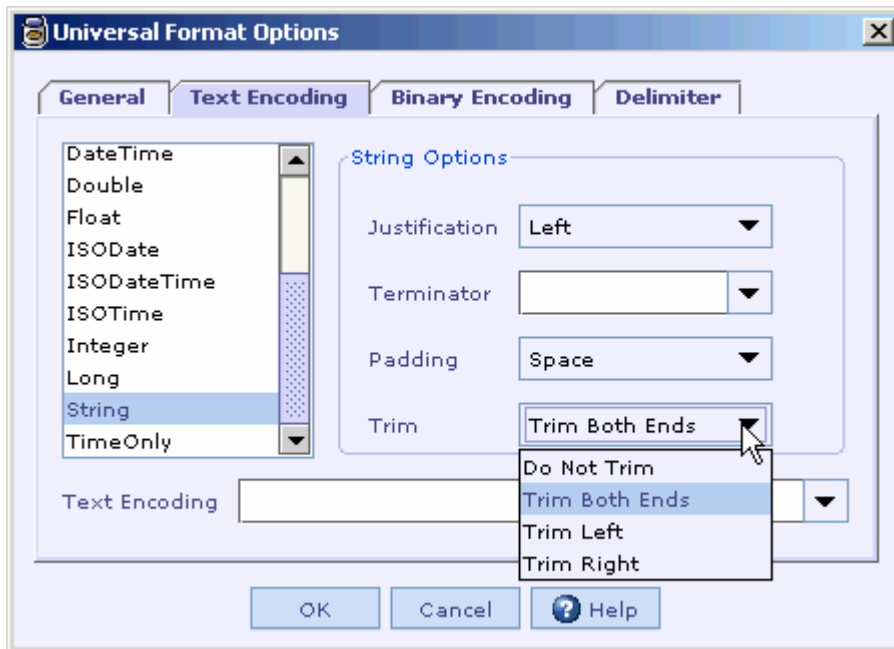 Universal Format Options
General
Text Encoding
Binary Encoding
Delimiter
DateTime
Double
Float
ISODate
ISODateTime
ISOTime
Integer
Long
String
TimeOnly
String Options
Justification Left
Terminator
Padding Space
Trim Trim Both Ends
Do Not Trim
Trim Both Ends
Trim Left
Trim Right
Text Encoding
OK
Cancel
? Help